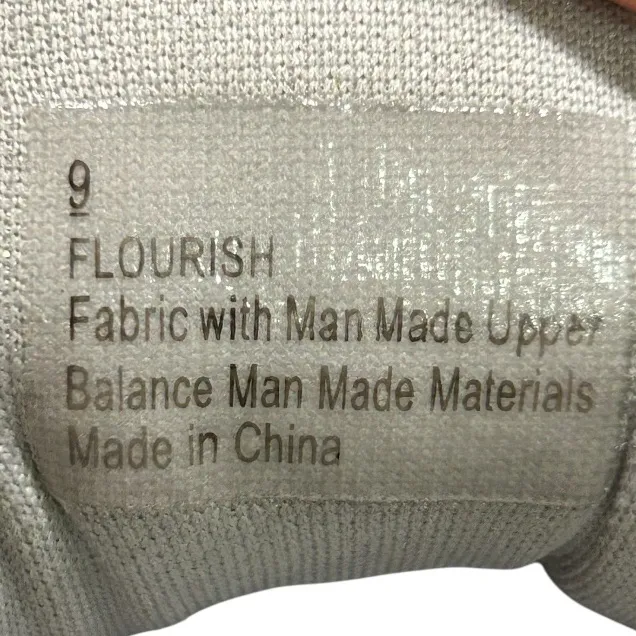 9
FLOURISH
Fabric with Man Made Upper
Balance Man Made Materials
Made in China